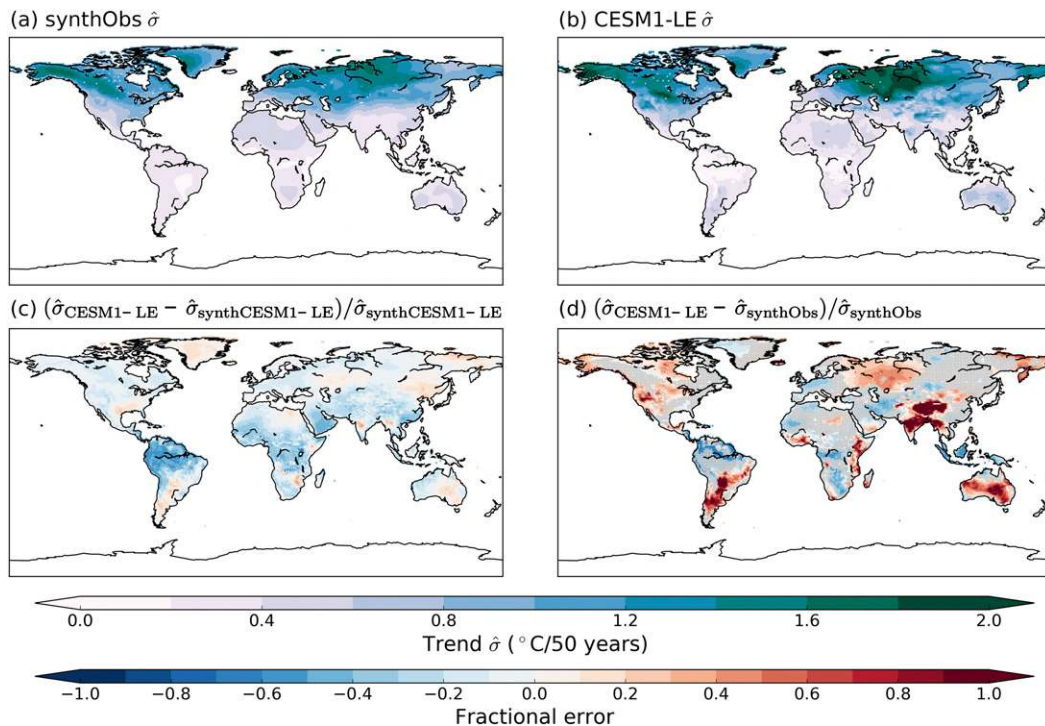 (a) synthObs σ̂
(b) CESM1-LE σ̂
(c) (σ̂CESM1-LE − σ̂synthCESM1-LE)/σ̂synthCESM1-LE
(d) (σ̂CESM1-LE − σ̂synthObs)/σ̂synthObs
0.0 0.4 0.8 1.2 1.6 2.0
Trend σ̂ (°C/50 years)
−1.0 −0.8 −0.6 −0.4 −0.2 0.0 0.2 0.4 0.6 0.8 1.0
Fractional error